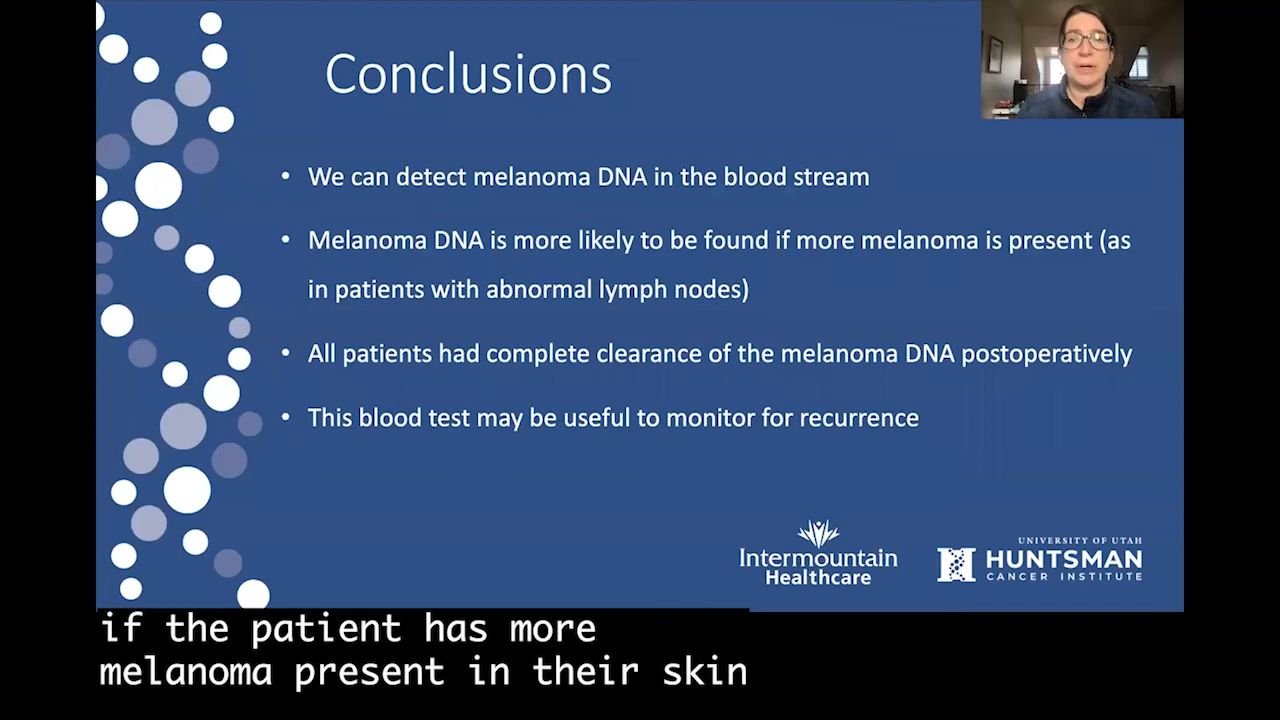 Conclusions
• We can detect melanoma DNA in the blood stream
• Melanoma DNA is more likely to be found if more melanoma is present (as
in patients with abnormal lymph nodes)
• All patients had complete clearance of the melanoma DNA postoperatively
• This blood test may be useful to monitor for recurrence
Intermountain
Healthcare
UNIVERSITY OF UTAH
HUNTSMAN
CANCER INSTITUTE
if the patient has more
melanoma present in their skin